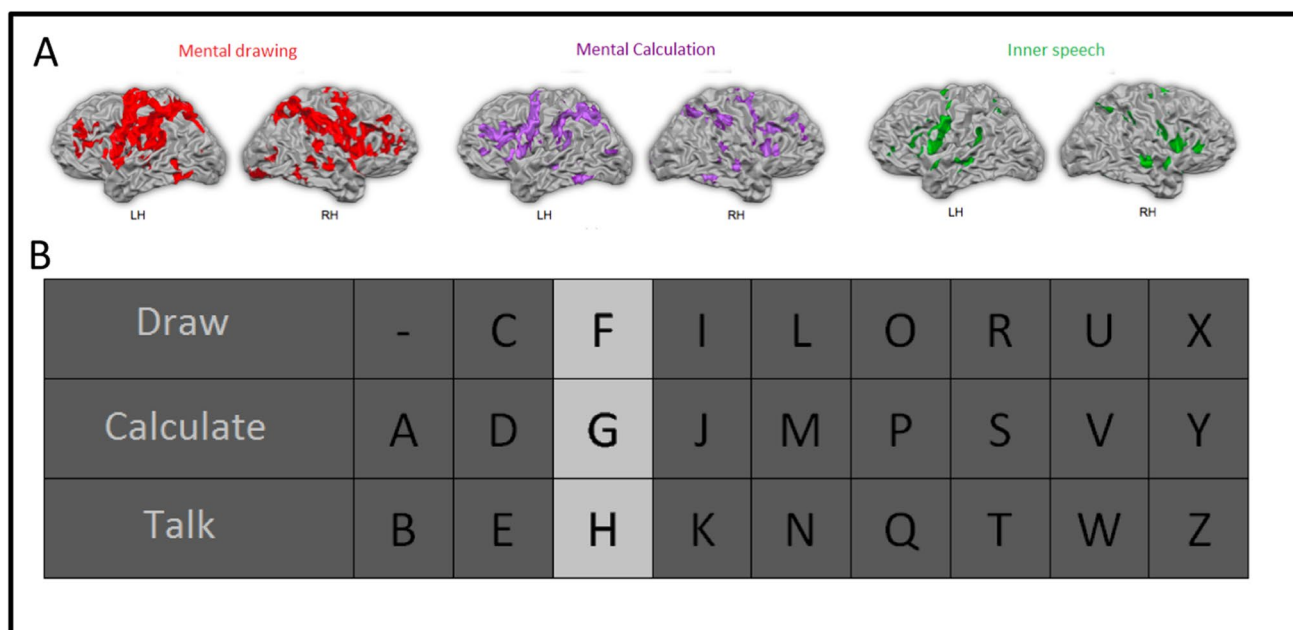 A
Mental drawing Mental Calculation Inner speech
LH RH LH RH LH RH
B
Draw - C F I L O R U X
Calculate A D G J M P S V Y
Talk B E H K N Q T W Z